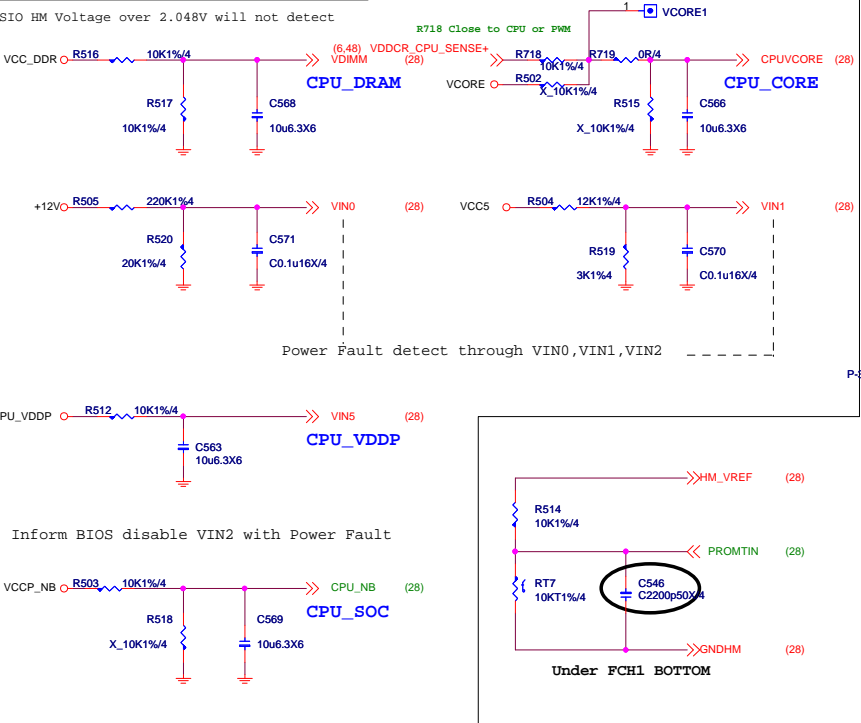 SIO HM Voltage over 2.048V will not detect
1 VCORE1
R718 Close to CPU or PWM
VCC_DDR R516 10K1%/4 VDIMM (28)
CPU_DRAM
R517
10K1%/4
C568
10u6.3X6
(6,48) VDDCR_CPU_SENSE+ R718 10K1%/4 R719 0R/4 CPUVCORE (28)
CPU_CORE
VCORE R502 X_10K1%/4
R515
X_10K1%/4
C566
10u6.3X6
+12V R505 220K1%4 VIN0 (28)
R520
20K1%/4
C571
C0.1u16X/4
VCC5 R504 12K1%/4 VIN1 (28)
R519
3K1%4
C570
C0.1u16X/4
Power Fault detect through VIN0,VIN1,VIN2
PU_VDDP R512 10K1%/4 VIN5 (28)
CPU_VDDP
C563
10u6.3X6
Inform BIOS disable VIN2 with Power Fault
VCCP_NB R503 10K1%/4 CPU_NB (28)
CPU_SOC
R518
X_10K1%/4
C569
10u6.3X6
HM_VREF (28)
R514
10K1%/4
PROMTIN (28)
RT7
10KT1%/4
C546
C2200p50X/4
GNDHM (28)
Under FCH1 BOTTOM